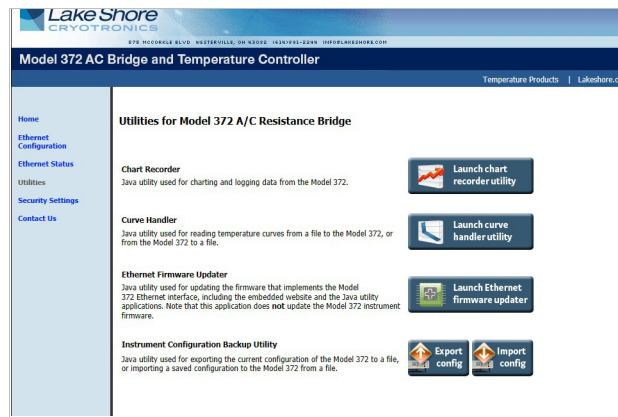 Lake Shore
CRYOTRONICS
575 MCCORKLE BLVD WESTERVILLE, OH 43082 (614)891-2244 INFO@LAKESHORE.COM
Model 372 AC Bridge and Temperature Controller
Temperature Products | Lakeshore.c
Home
Ethernet
Configuration
Ethernet Status
Utilities
Security Settings
Contact Us
Utilities for Model 372 A/C Resistance Bridge
Chart Recorder
Java utility used for charting and logging data from the Model 372.
Launch chart
recorder utility
Curve Handler
Java utility used for reading temperature curves from a file to the Model 372, or
from the Model 372 to a file.
Launch curve
handler utility
Ethernet Firmware Updater
Java utility used for updating the firmware that implements the Model
372 Ethernet interface, including the embedded website and the Java utility
applications. Note that this application does not update the Model 372 instrument
firmware.
Launch Ethernet
firmware updater
Instrument Configuration Backup Utility
Java utility used for exporting the current configuration of the Model 372 to a file,
or importing a saved configuration to the Model 372 from a file.
Export
config
Import
config